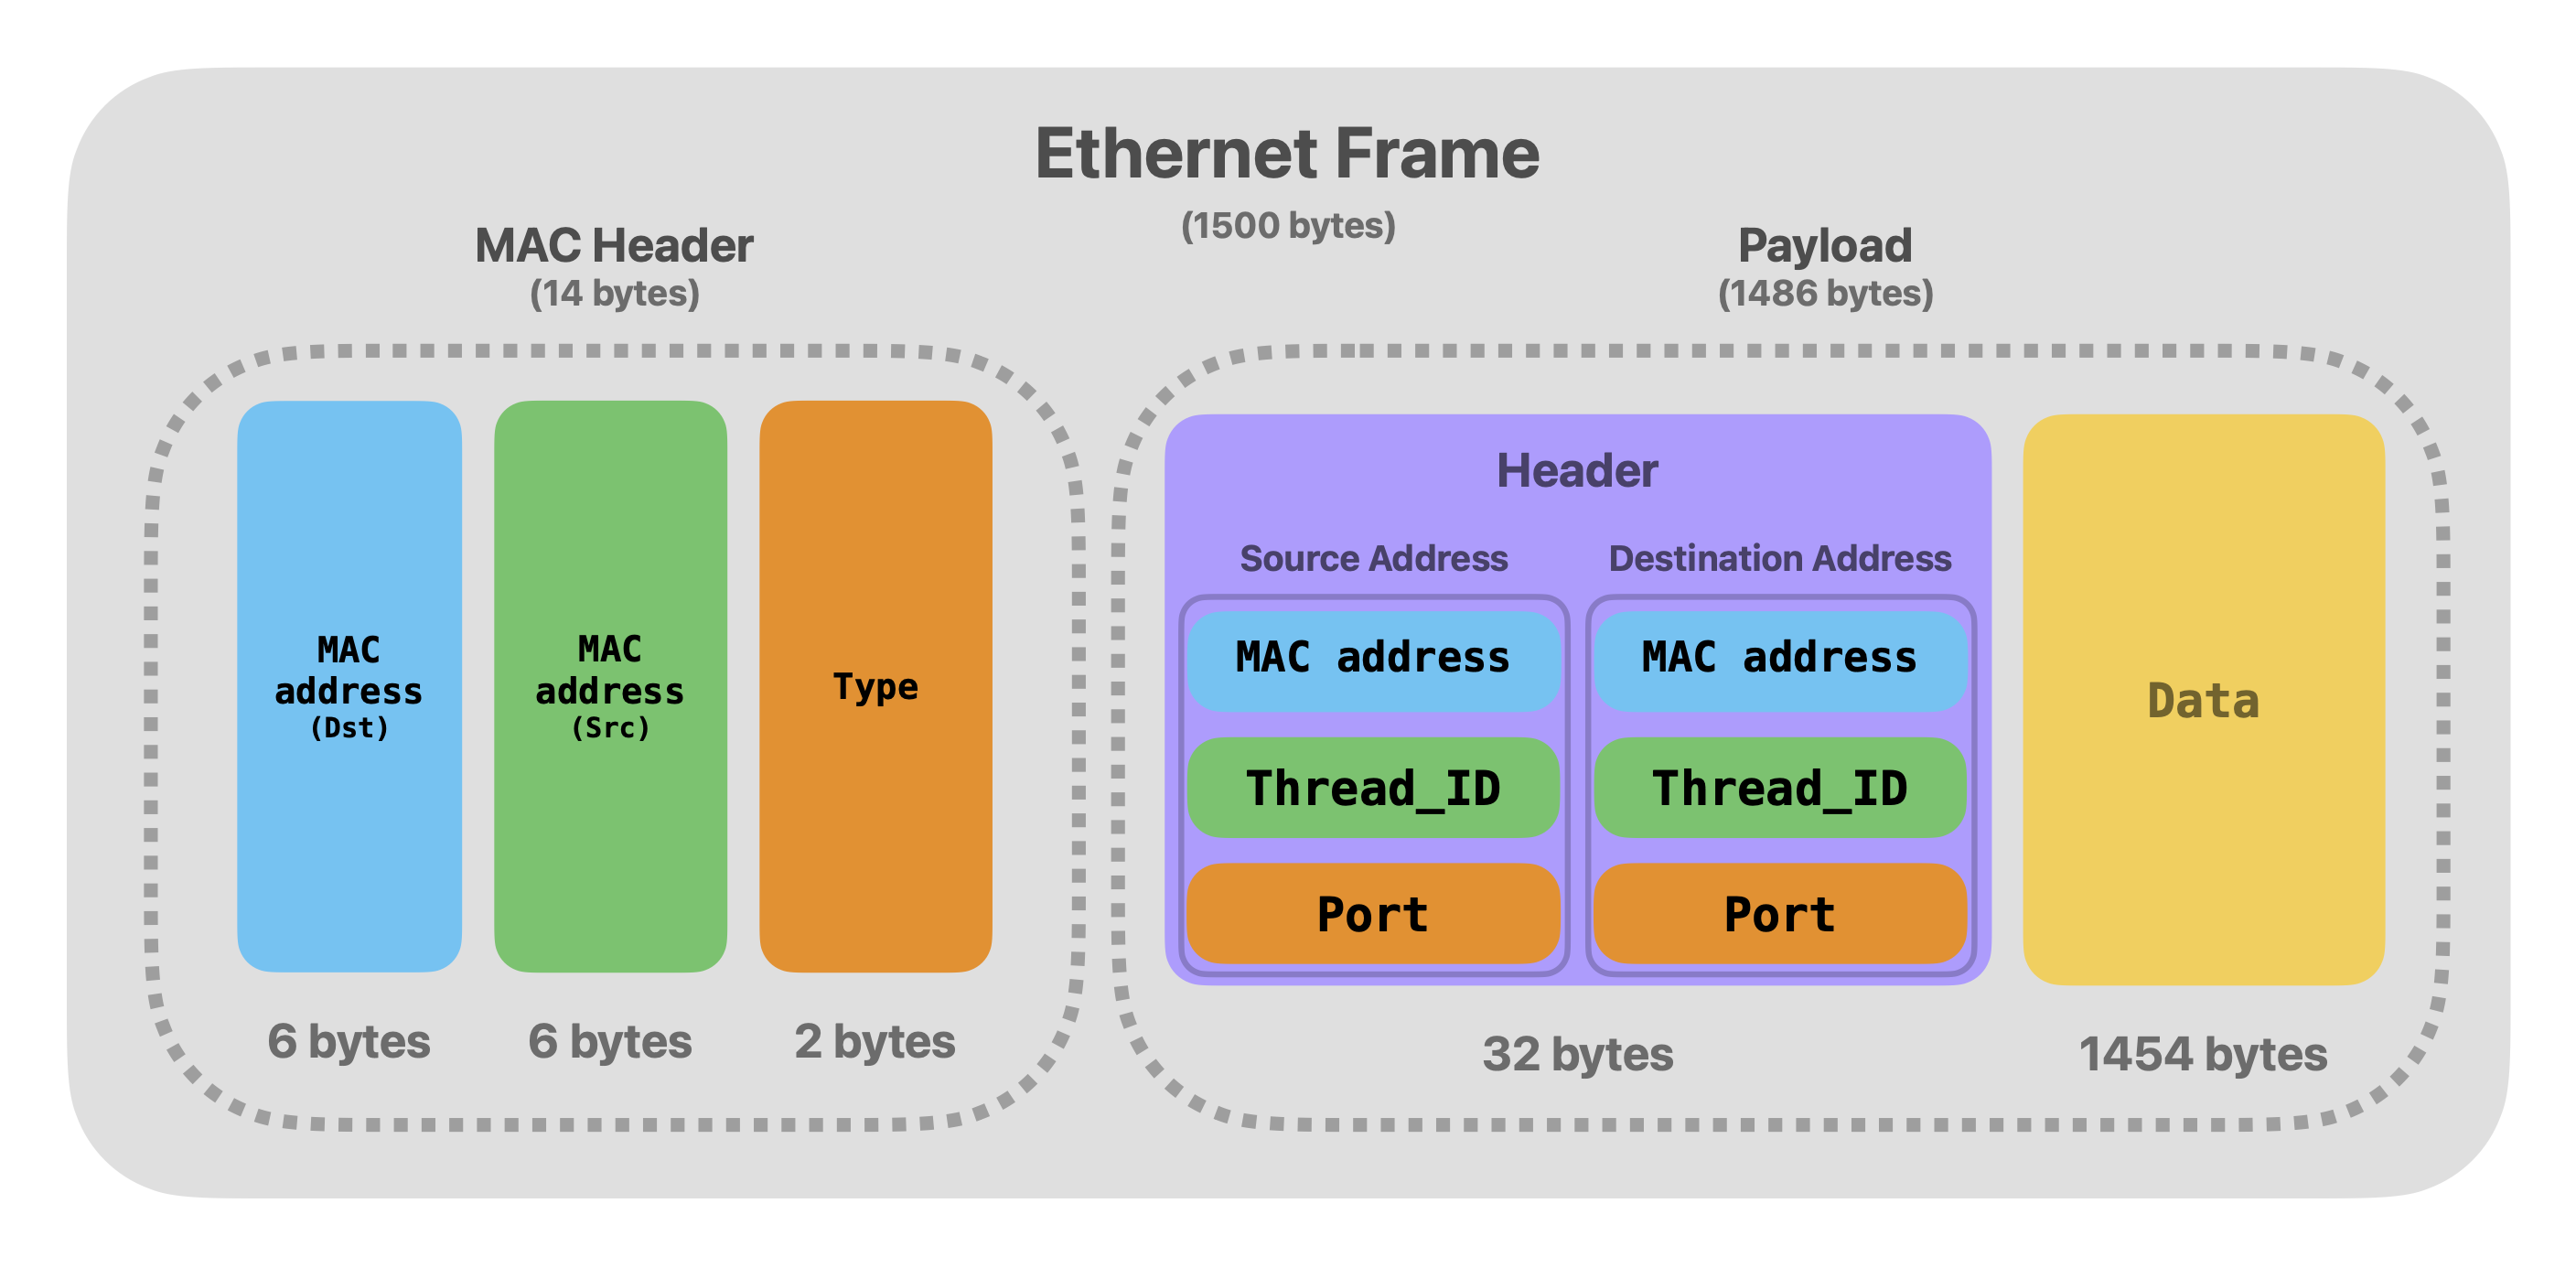 Ethernet Frame
(1500 bytes)
MAC Header
(14 bytes)
MAC
address
(Dst)
MAC
address
(Src)
Type
6 bytes
6 bytes
2 bytes
Payload
(1486 bytes)
Header
Source Address
MAC address
Thread_ID
Port
Destination Address
MAC address
Thread_ID
Port
Data
32 bytes
1454 bytes